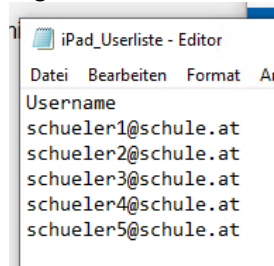 iPad_Userliste - Editor
Datei Bearbeiten Format
Username
schueler1@schule.at
schueler2@schule.at
schueler3@schule.at
schueler4@schule.at
schueler5@schule.at